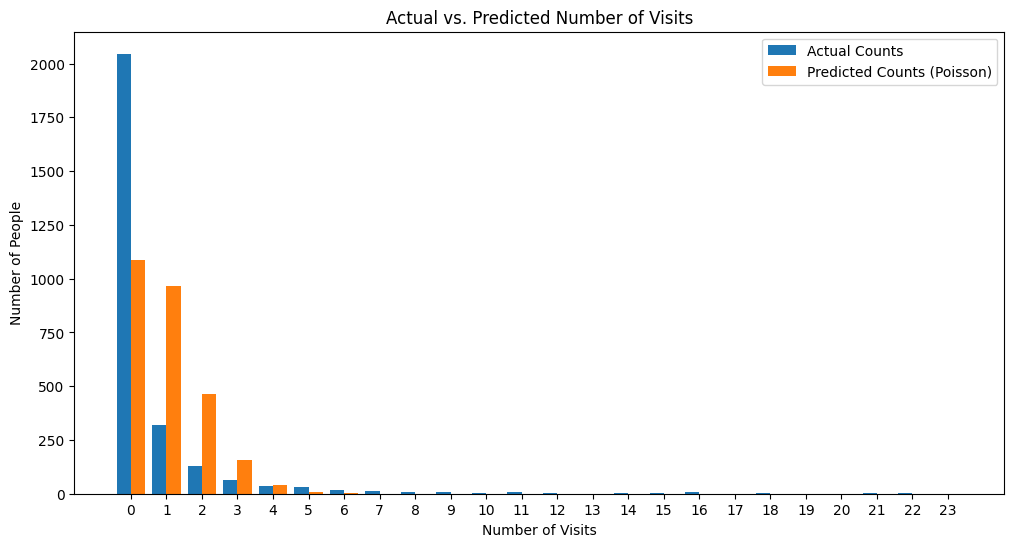 Actual vs. Predicted Number of Visits
Actual Counts
Predicted Counts (Poisson)
2000
1750
1500
1250
1000
750
500
250
0
Number of People
0 1 2 3 4 5 6 7 8 9 10 11 12 13 14 15 16 17 18 19 20 21 22 23
Number of Visits